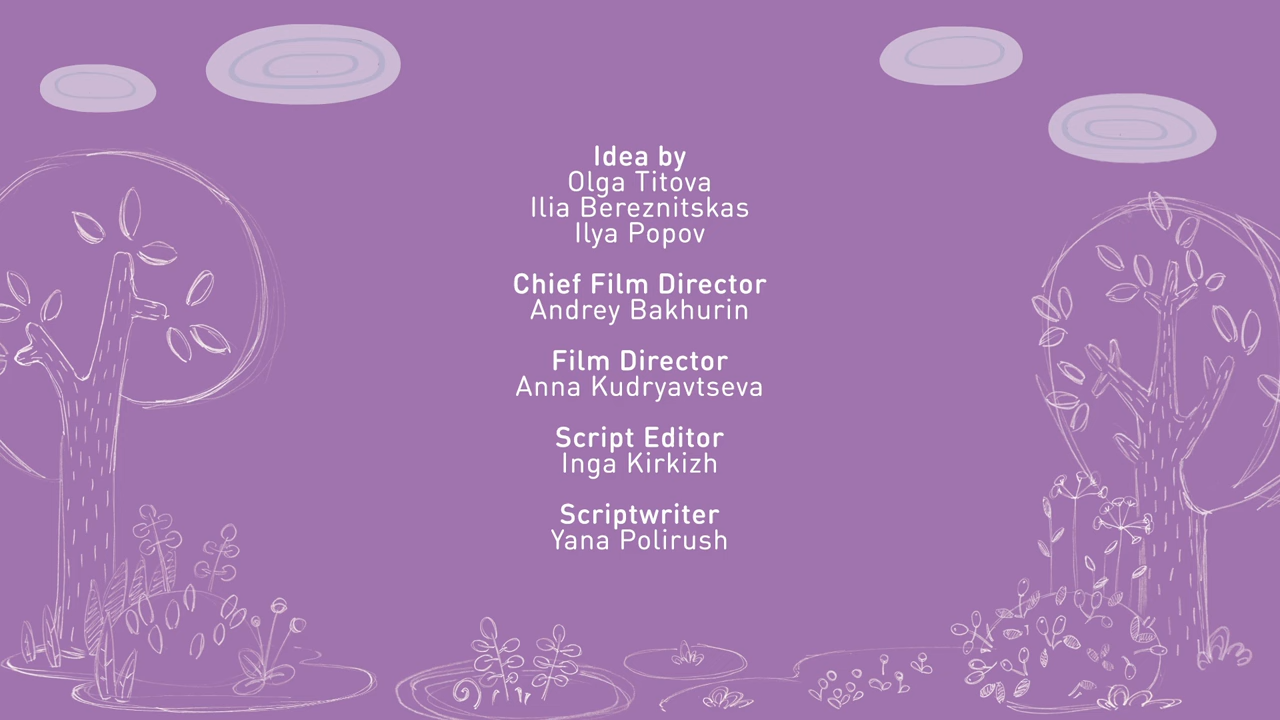 Idea by
Olga Titova
Ilia Bereznitskas
Ilya Popov
Chief Film Director
Andrey Bakhurin
Film Director
Anna Kudryavtseva
Script Editor
Inga Kirkizh
Scriptwriter
Yana Polirush